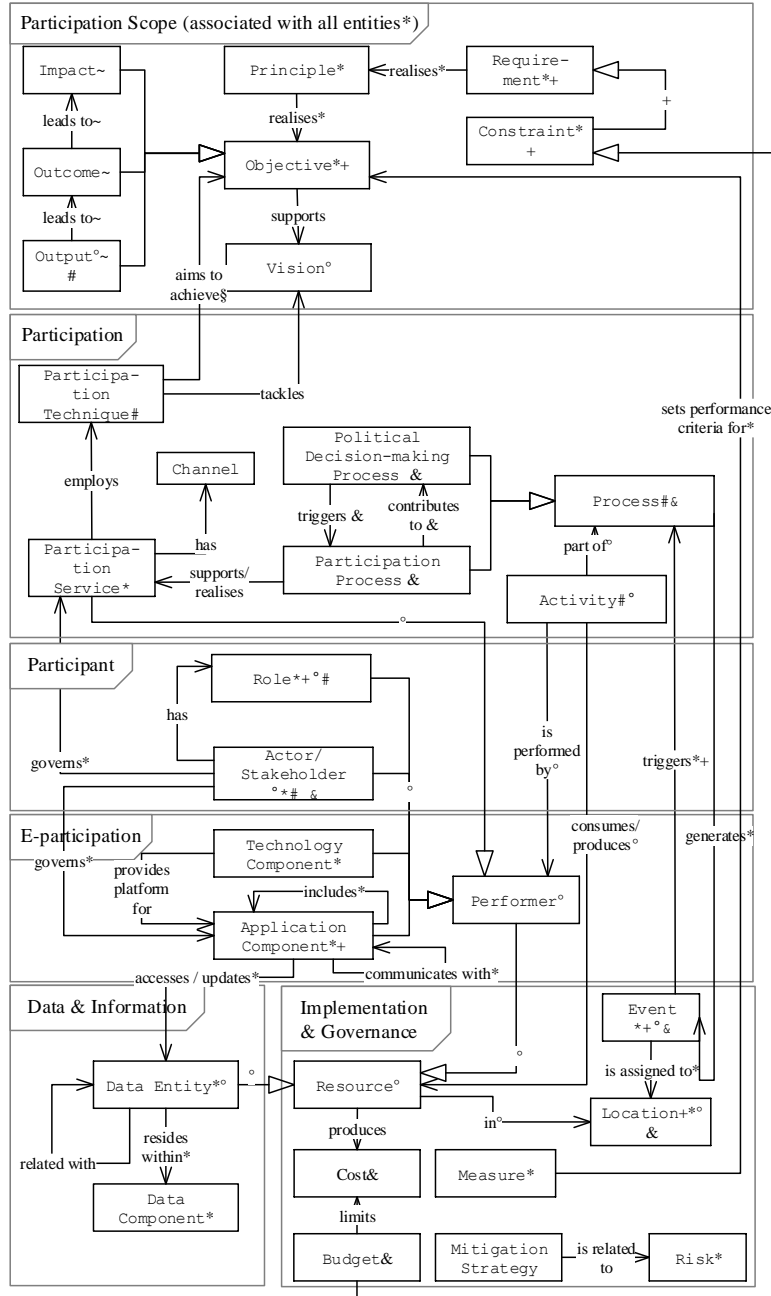 Participation Scope (associated with all entities*)
Impact~
Principle*
realises*
Require-
ment*+
leads to~
realises*
+
Constraint*
+
Outcome~
Objective*+
leads to~
supports
Output°~
#
Vision°
aims to
achieve§
Participation
Participa-
tion
Technique#
tackles
sets performance
criteria for*
Political
Decision-making
Process &
Channel
employs
Process#&
triggers &
contributes
to &
Participa-
tion
Service*
has
supports/
realises
Participation
Process &
part of°
Activity#°
°
Participant
Role*+°#
has
is
performed
by°
governs*
Actor/
Stakeholder
°*# &
triggers*+
°
E-participation
consumes/
produces°
generates*
governs*
provides
platform
for
Technology
Component*
includes*
Performer°
Application
Component*+
accesses / updates*
communicates with*
Data & Information
Implementation
& Governance
Event
*+°&
°
is assigned to*
Data Entity*°
°
Resource°
in°
Location+*°
&
related with
resides
within*
produces
Data
Component*
Cost&
Measure*
limits
Budget&
Mitigation
Strategy
is related
to
Risk*